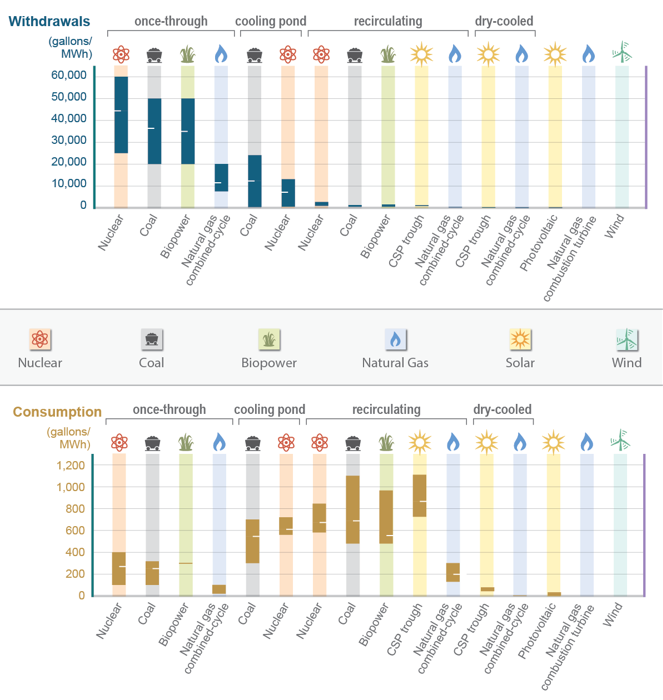 Withdrawals
(gallons/
MWh)
once-through
cooling pond
recirculating
dry-cooled
60,000
50,000
40,000
30,000
20,000
10,000
0
Nuclear
Coal
Biopower
Natural gas
combined-cycle
Coal
Nuclear
Nuclear
Coal
Biopower
CSP trough
Natural gas
combined-cycle
CSP trough
Natural gas
combined-cycle
Photovoltaic
Natural gas
combustion turbine
Wind
Nuclear
Coal
Biopower
Natural Gas
Solar
Wind
Consumption
(gallons/
MWh)
once-through
cooling pond
recirculating
dry-cooled
1,200
1,000
800
600
400
200
0
Nuclear
Coal
Biopower
Natural gas
combined-cycle
Coal
Nuclear
Nuclear
Coal
Biopower
CSP trough
Natural gas
combined-cycle
CSP trough
Natural gas
combined-cycle
Photovoltaic
Natural gas
combustion turbine
Wind